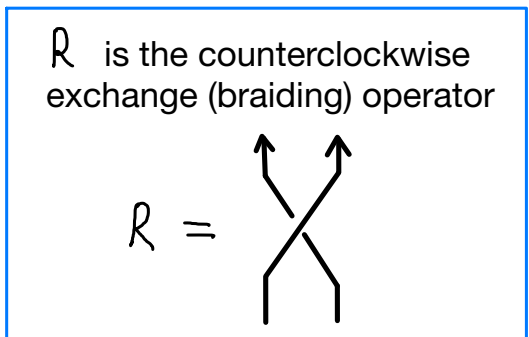 R is the counterclockwise
exchange (braiding) operator
R =